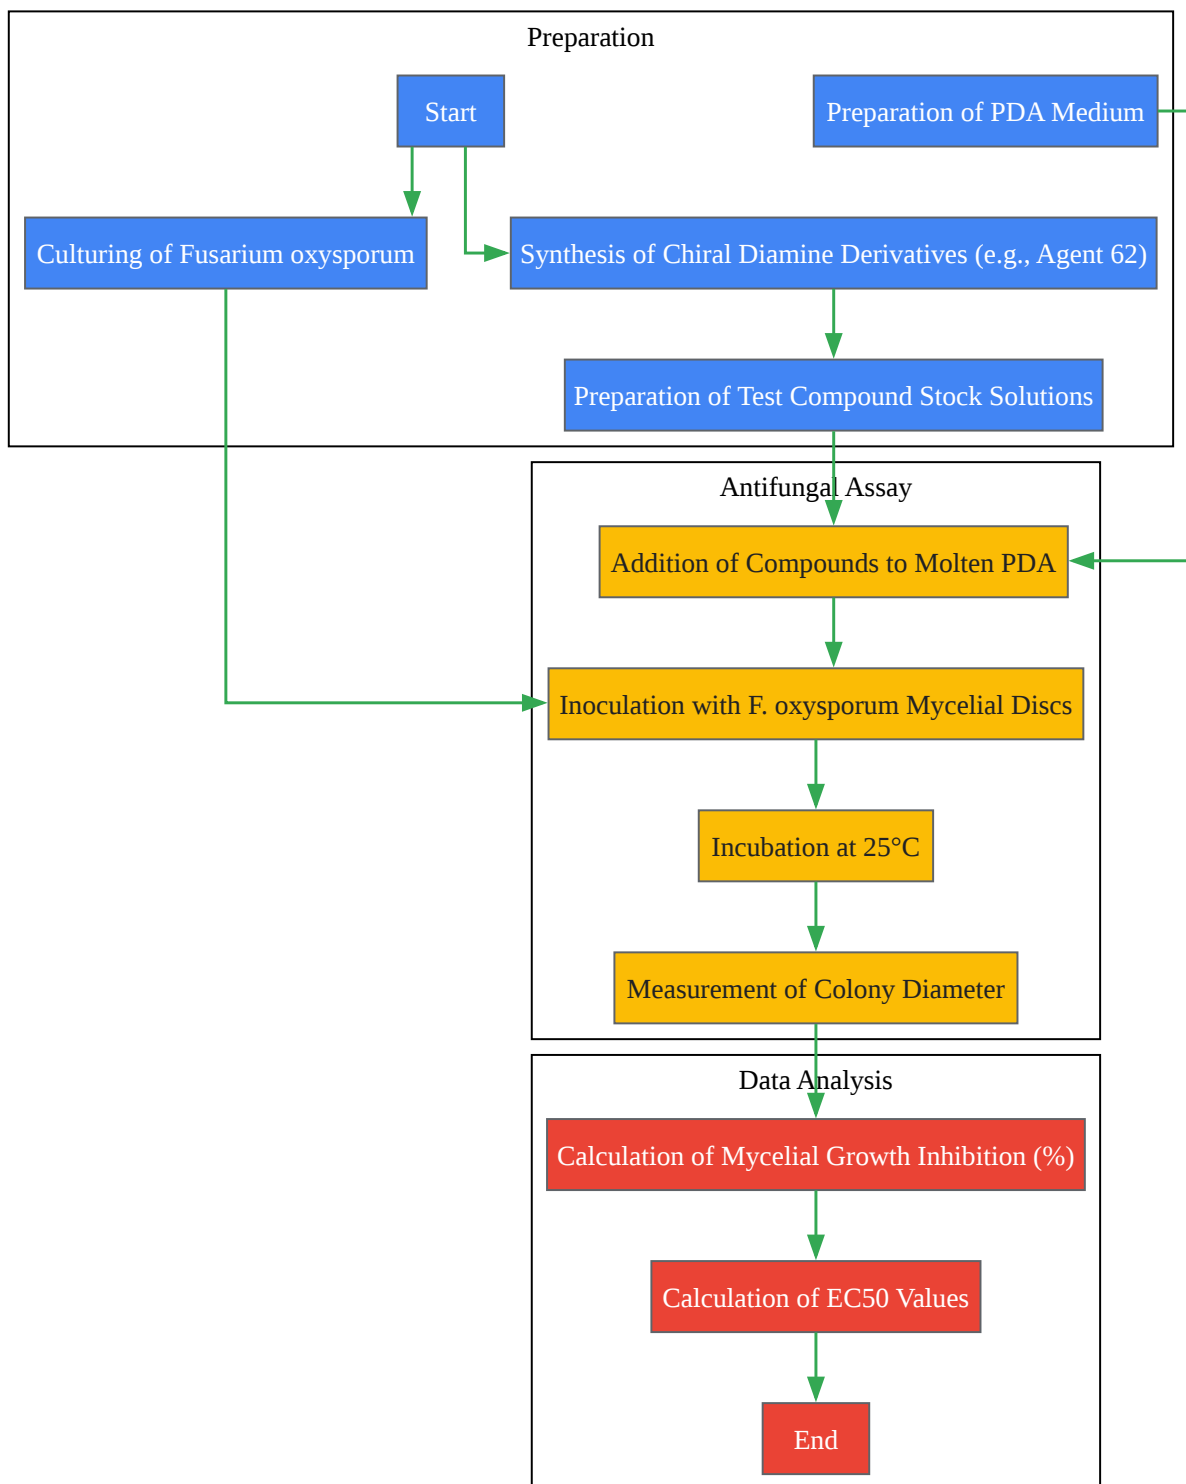 Preparation
Start
Preparation of PDA Medium
Culturing of Fusarium oxysporum
Synthesis of Chiral Diamine Derivatives (e.g., Agent 62)
Preparation of Test Compound Stock Solutions
Antifungal Assay
Addition of Compounds to Molten PDA
Inoculation with F. oxysporum Mycelial Discs
Incubation at 25°C
Measurement of Colony Diameter
Data Analysis
Calculation of Mycelial Growth Inhibition (%)
Calculation of EC50 Values
End